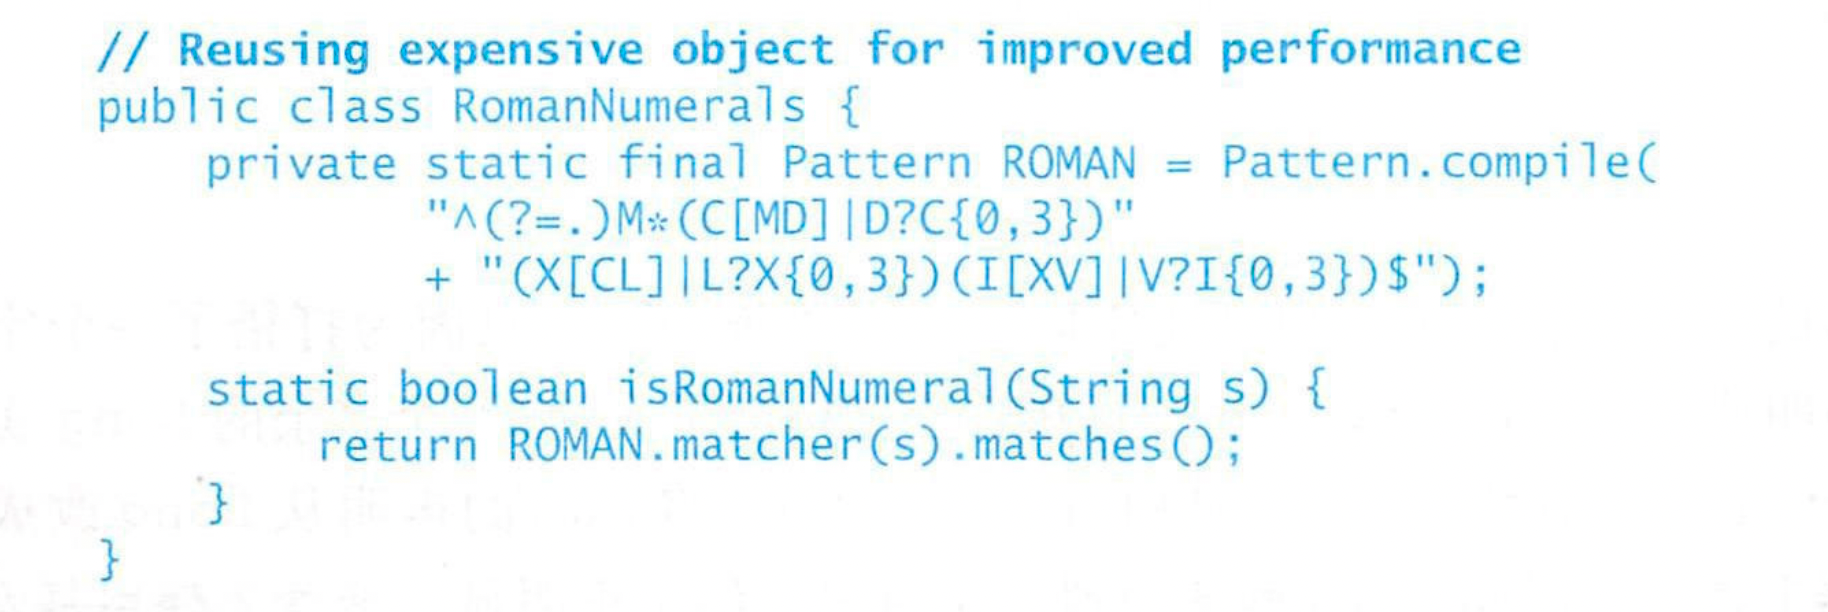 // Reusing expensive object for improved performance
public class RomanNumerals {
    private static final Pattern ROMAN = Pattern.compile(
            "^(?=.)M*(C[MD]|D?C{0,3})"
            + "(X[CL]|L?X{0,3})(I[XV]|V?I{0,3})$");

    static boolean isRomanNumeral(String s) {
        return ROMAN.matcher(s).matches();
    }
}